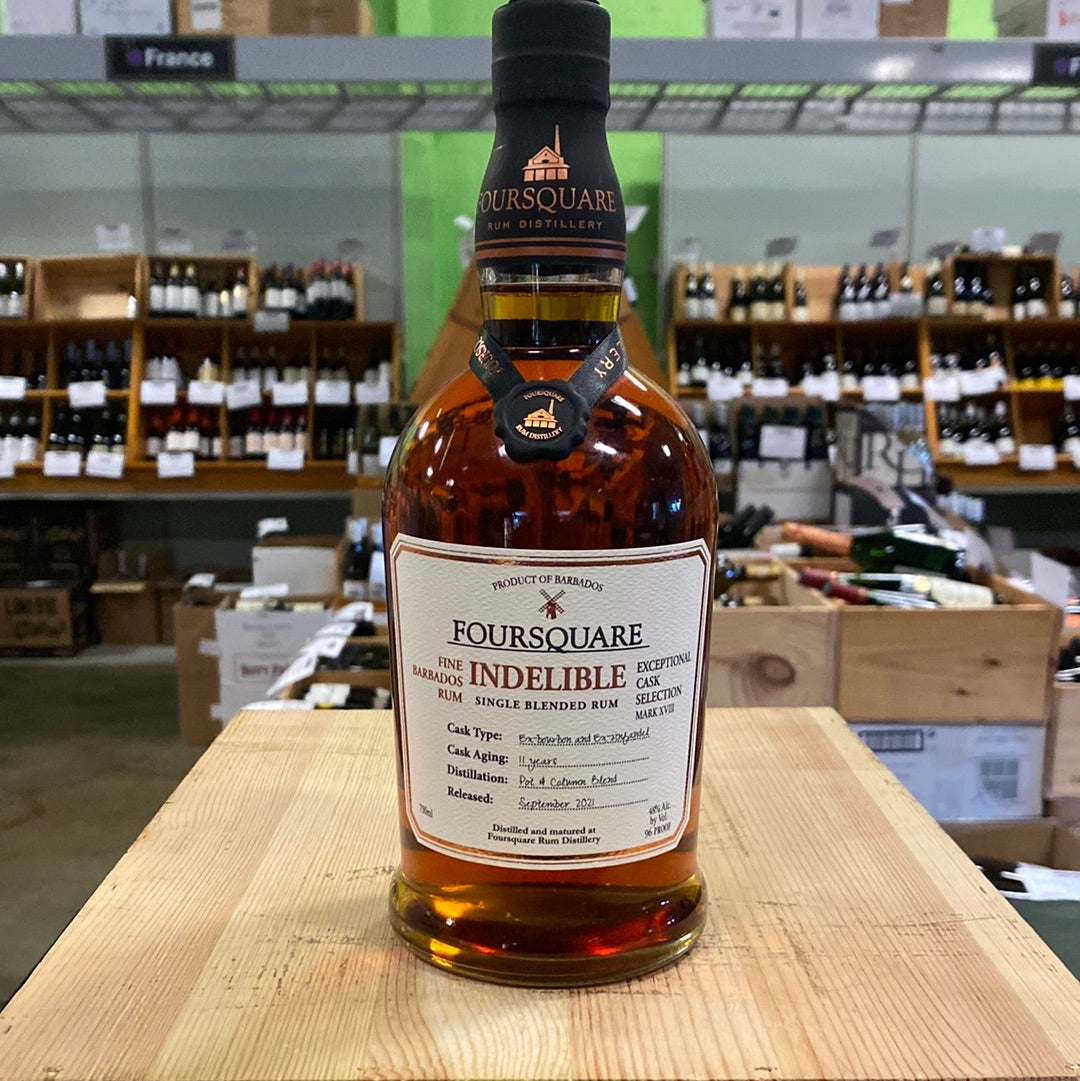 France
FOURSQUARE
RUM DISTILLERY
FOURSQUARE
RUM DISTILLERY
PRODUCT OF BARBADOS
FOURSQUARE
FINE
BARBADOS
RUM
INDELIBLE
SINGLE BLENDED RUM
EXCEPTIONAL
CASK
SELECTION
MARK XVIII
Cask Type: Ex-bourbon and Ex-zinfandel
Cask Aging: 11 years
Distillation: Pot & Column Blend
Released: September 2021
750ml
48% Alc.
by Vol.
96 PROOF
Distilled and matured at
Foursquare Rum Distillery